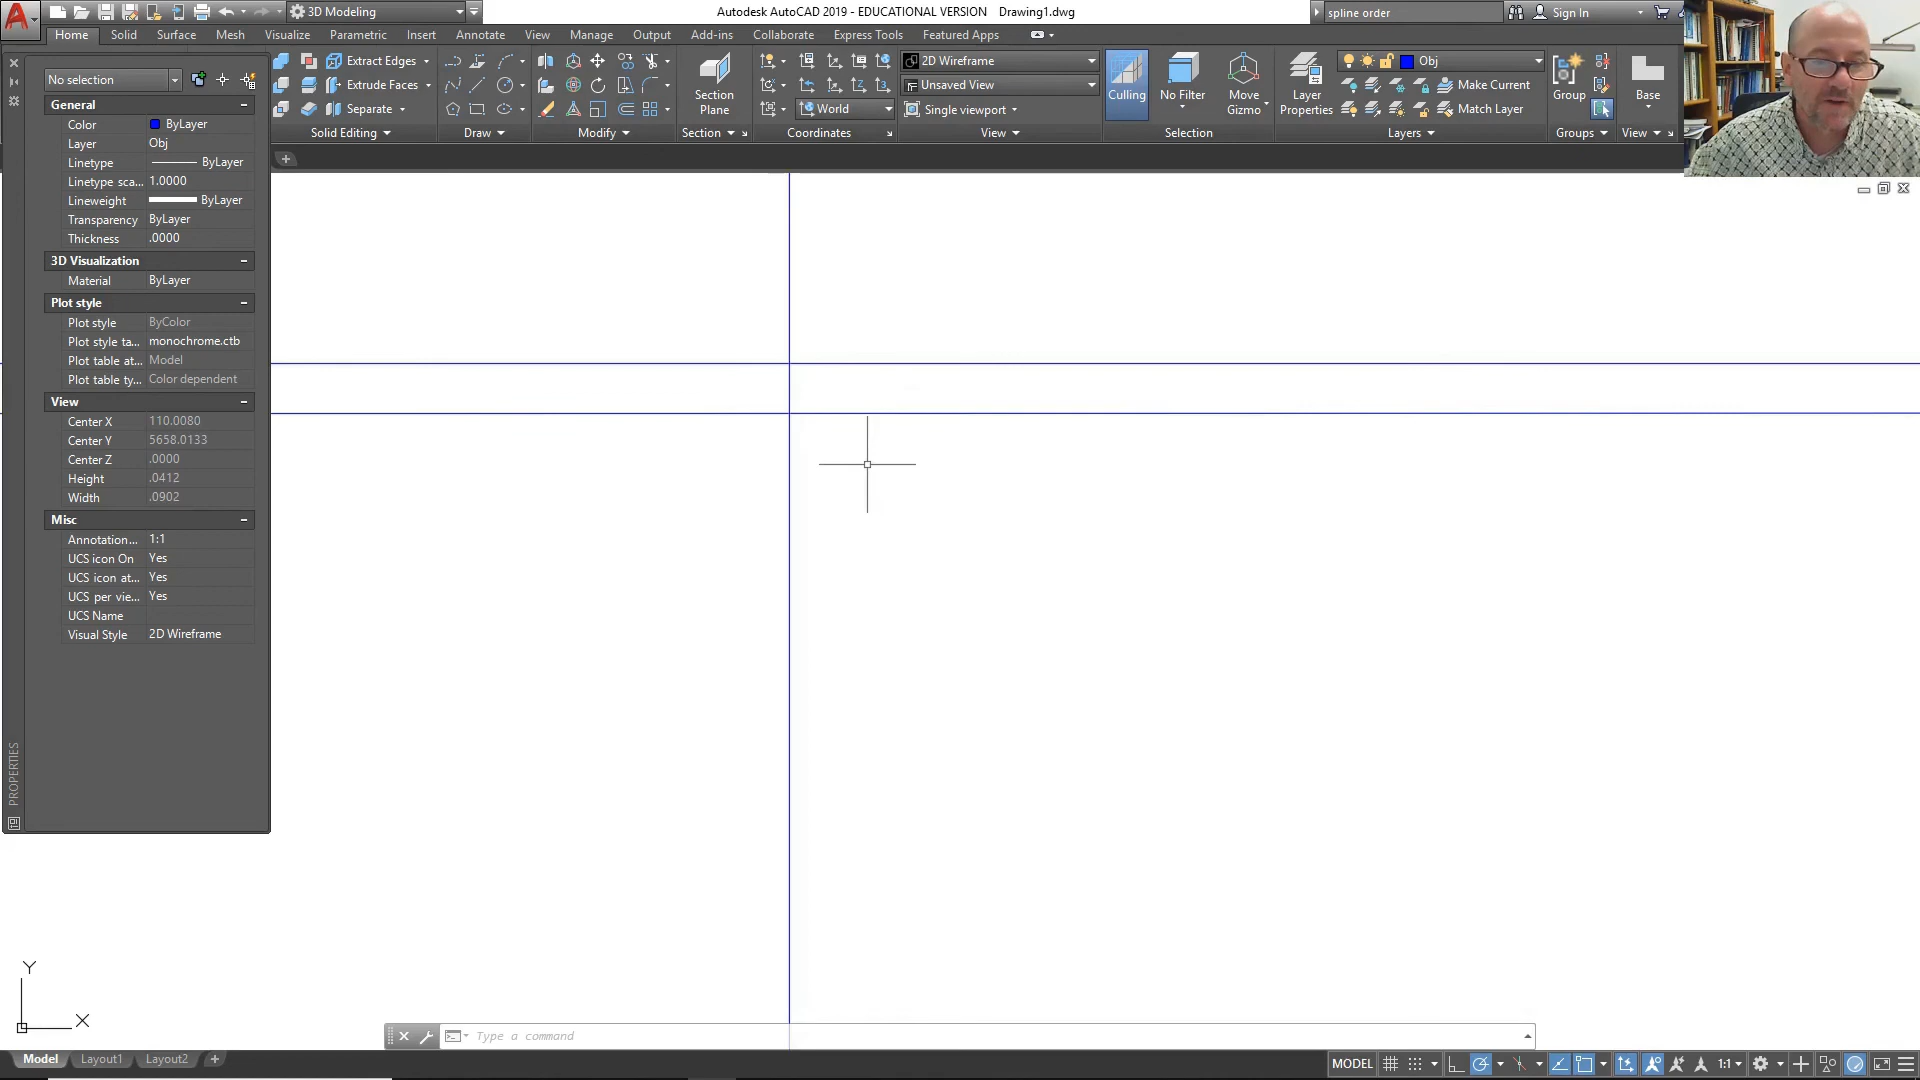 3D Modeling
Autodesk AutoCAD 2019 - EDUCATIONAL VERSION Drawing1.dwg
spline order
Sign In
Home Solid Surface Mesh Visualize Parametric Insert Annotate View Manage Output Add-ins Collaborate Express Tools Featured Apps
Extract Edges
Extrude Faces
Separate
Section Plane
World
2D Wireframe
Unsaved View
Single viewport
Culling
No Filter
Move Gizmo
Layer Properties
Obj
Make Current
Match Layer
Group
Base
Solid Editing Draw Modify Section Coordinates View Selection Layers Groups View
No selection
General
Color ByLayer
Layer Obj
Linetype ByLayer
Linetype sca... 1.0000
Lineweight ByLayer
Transparency ByLayer
Thickness .0000
3D Visualization
Material ByLayer
Plot style
Plot style ByColor
Plot style ta... monochrome.ctb
Plot table at... Model
Plot table ty... Color dependent
View
Center X 110.0080
Center Y 5658.0133
Center Z .0000
Height .0412
Width .0902
Misc
Annotation... 1:1
UCS icon On Yes
UCS icon at... Yes
UCS per vie... Yes
UCS Name
Visual Style 2D Wireframe
PROPERTIES
Y
X
Type a command
Model Layout1 Layout2
MODEL 1:1